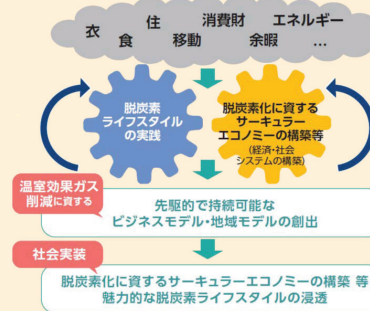 衣 住 消費財 エネルギー
食 移動 余暇 …
脱炭素
ライフスタイル
の実践
脱炭素化に資する
サーキュラー
エコノミーの構築等
(経済・社会
システムの構築)
温室効果ガス
削減に資する
先駆的で持続可能な
ビジネスモデル・地域モデルの創出
社会実装
脱炭素化に資するサーキュラーエコノミーの構築 等
魅力的な脱炭素ライフスタイルの浸透